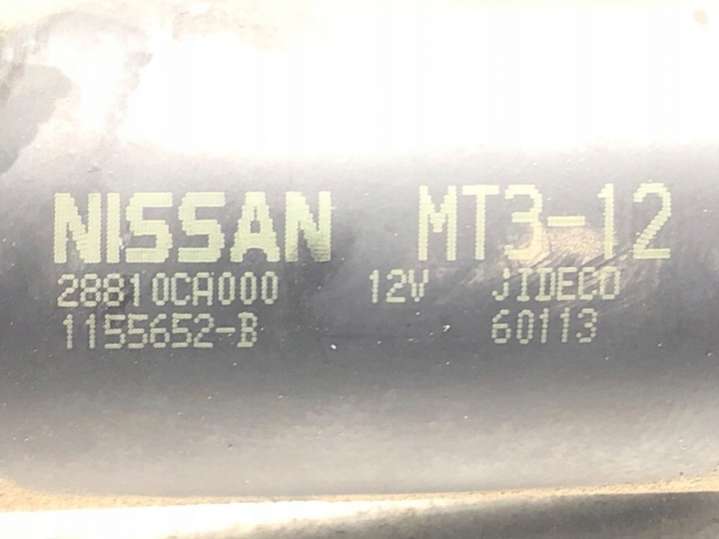 NISSAN MT3-12
28810CA000 12V JIDECO
1155652-B 60113